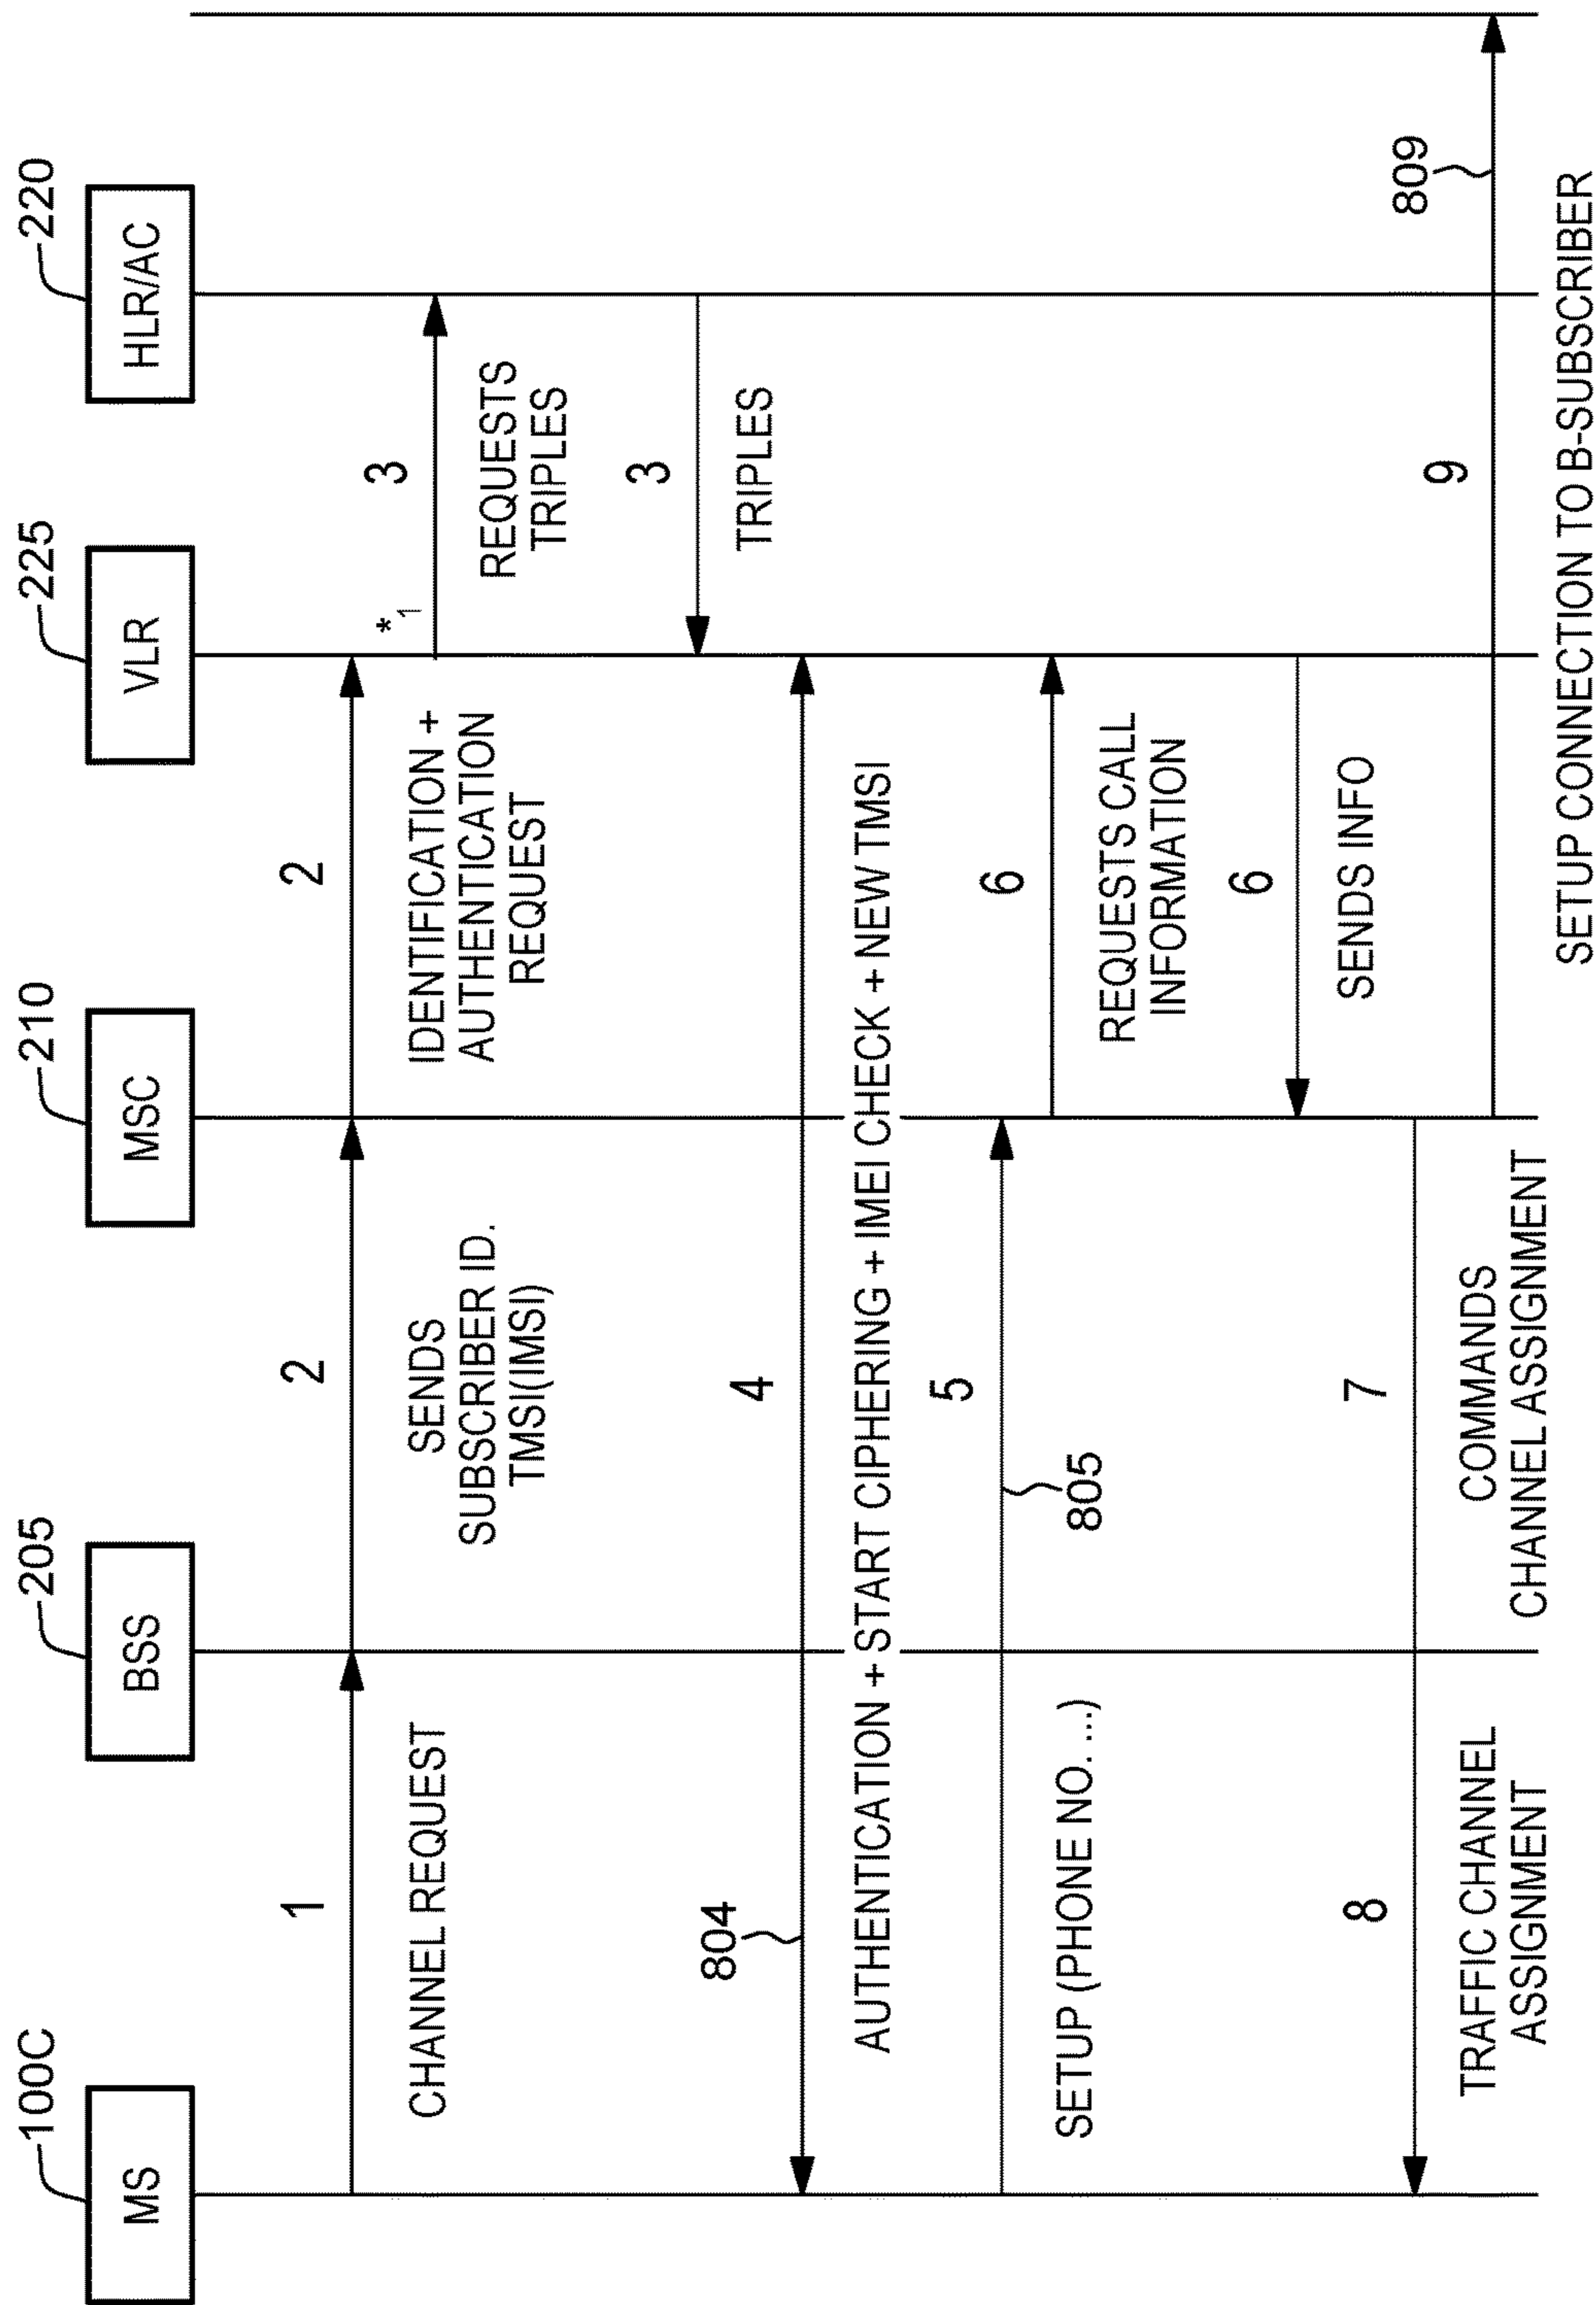 100C
205
210
225
220
MS
BSS
MSC
VLR
HLR/AC
1
2
2
*1
3
CHANNEL REQUEST
SENDS
SUBSCRIBER ID.
TMSI(IMSI)
IDENTIFICATION +
AUTHENTICATION
REQUEST
REQUESTS
TRIPLES
3
TRIPLES
804
4
AUTHENTICATION + START CIPHERING + IMEI CHECK + NEW TMSI
5
805
SETUP (PHONE NO. ...)
6
REQUESTS CALL
INFORMATION
6
SENDS INFO
8
7
TRAFFIC CHANNEL
ASSIGNMENT
COMMANDS
CHANNEL ASSIGNMENT
9
809
SETUP CONNECTION TO B-SUBSCRIBER